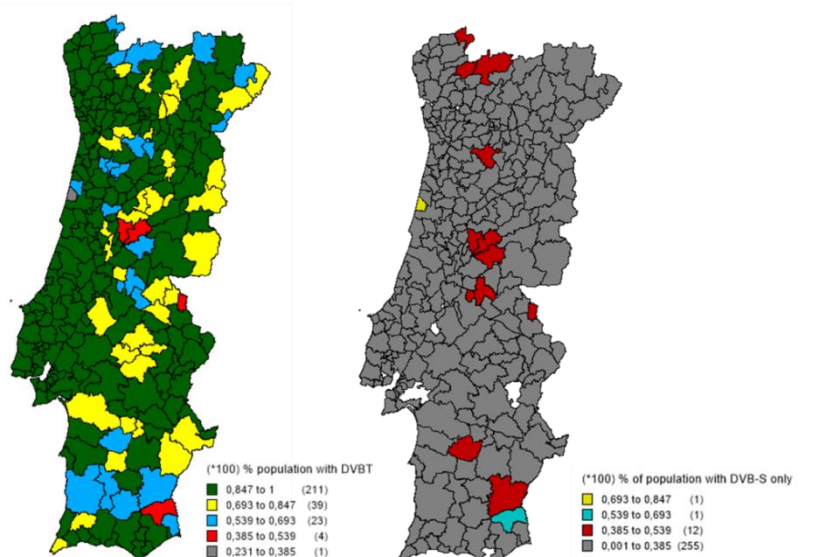 (*100) % population with DVBT
0,847 to 1 (211)
0,693 to 0,847 (39)
0,539 to 0,693 (23)
0,385 to 0,539 (4)
0,231 to 0,385 (1)
(*100) % of population with DVB-S only
0,693 to 0,847 (1)
0,539 to 0,693 (1)
0,385 to 0,539 (12)
0,001 to 0,385 (255)